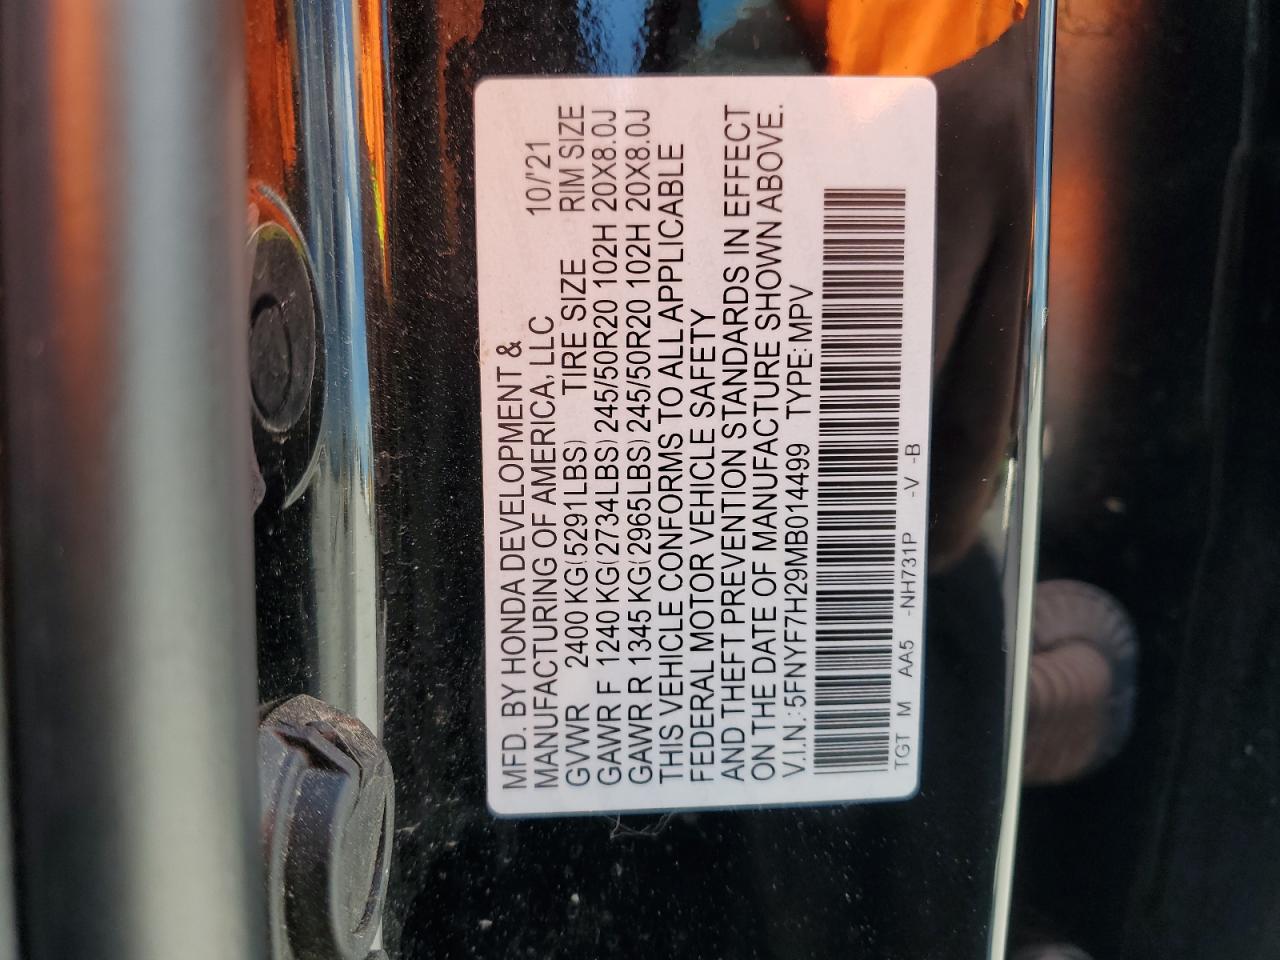 MFD. BY HONDA DEVELOPMENT &
MANUFACTURING OF AMERICA, LLC 10/'21
GVWR 2400 KG(5291LBS) TIRE SIZE RIM SIZE
GAWR F 1240 KG(2734LBS) 245/50R20 102H 20X8.0J
GAWR R 1345 KG(2965LBS) 245/50R20 102H 20X8.0J
THIS VEHICLE CONFORMS TO ALL APPLICABLE
FEDERAL MOTOR VEHICLE SAFETY
AND THEFT PREVENTION STANDARDS IN EFFECT
ON THE DATE OF MANUFACTURE SHOWN ABOVE.
V.I.N.:5FNYF7H29MB014499 TYPE:MPV
TGT M AA5 -NH731P -V -B